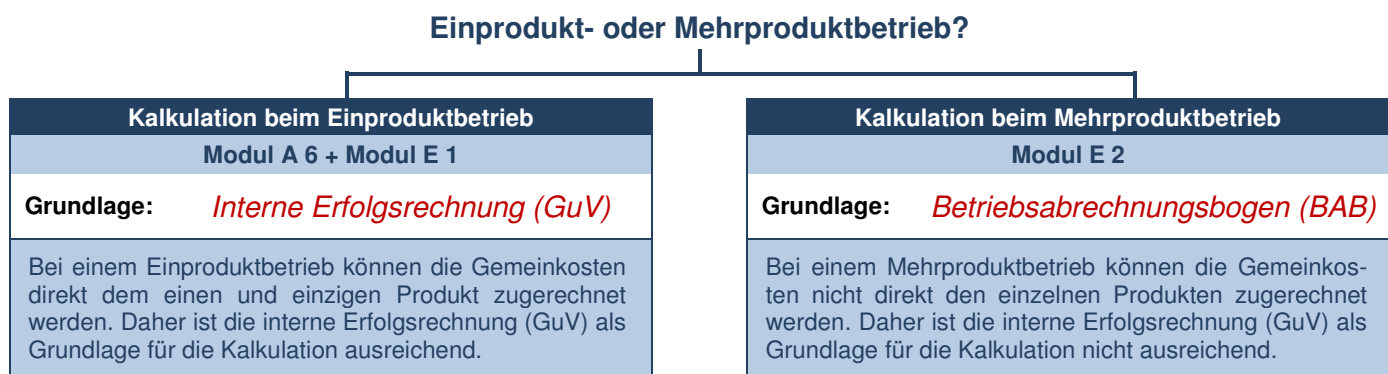 Einprodukt- oder Mehrproduktbetrieb?
Kalkulation beim Einproduktbetrieb
Modul A 6 + Modul E 1
Grundlage: Interne Erfolgsrechnung (GuV)
Bei einem Einproduktbetrieb können die Gemeinkosten
direkt dem einen und einzigen Produkt zugerechnet
werden. Daher ist die interne Erfolgsrechnung (GuV) als
Grundlage für die Kalkulation ausreichend.
Kalkulation beim Mehrproduktbetrieb
Modul E 2
Grundlage: Betriebsabrechnungsbogen (BAB)
Bei einem Mehrproduktbetrieb können die Gemeinkos-
ten nicht direkt den einzelnen Produkten zugerechnet
werden. Daher ist die interne Erfolgsrechnung (GuV) als
Grundlage für die Kalkulation nicht ausreichend.